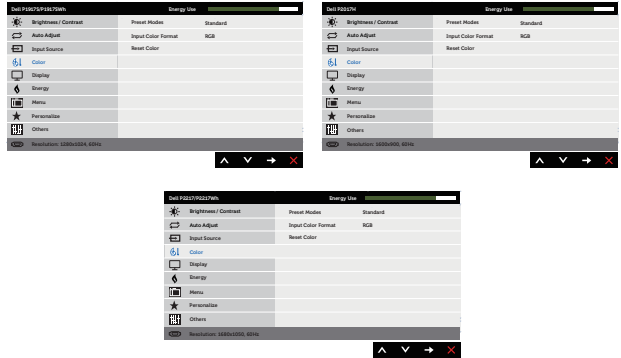 Dell P1917S/P1917SWh Energy Use
Brightness / Contrast Preset Modes Standard
Auto Adjust Input Color Format RGB
Input Source Reset Color
Color
Display
Energy
Menu
Personalize
Others
Resolution: 1280x1024, 60Hz
Dell P2017H Energy Use
Brightness / Contrast Preset Modes Standard
Auto Adjust Input Color Format RGB
Input Source Reset Color
Color
Display
Energy
Menu
Personalize
Others
Resolution: 1600x900, 60Hz
Dell P2217/P2217Wh Energy Use
Brightness / Contrast Preset Modes Standard
Auto Adjust Input Color Format RGB
Input Source Reset Color
Color
Display
Energy
Menu
Personalize
Others
Resolution: 1680x1050, 60Hz